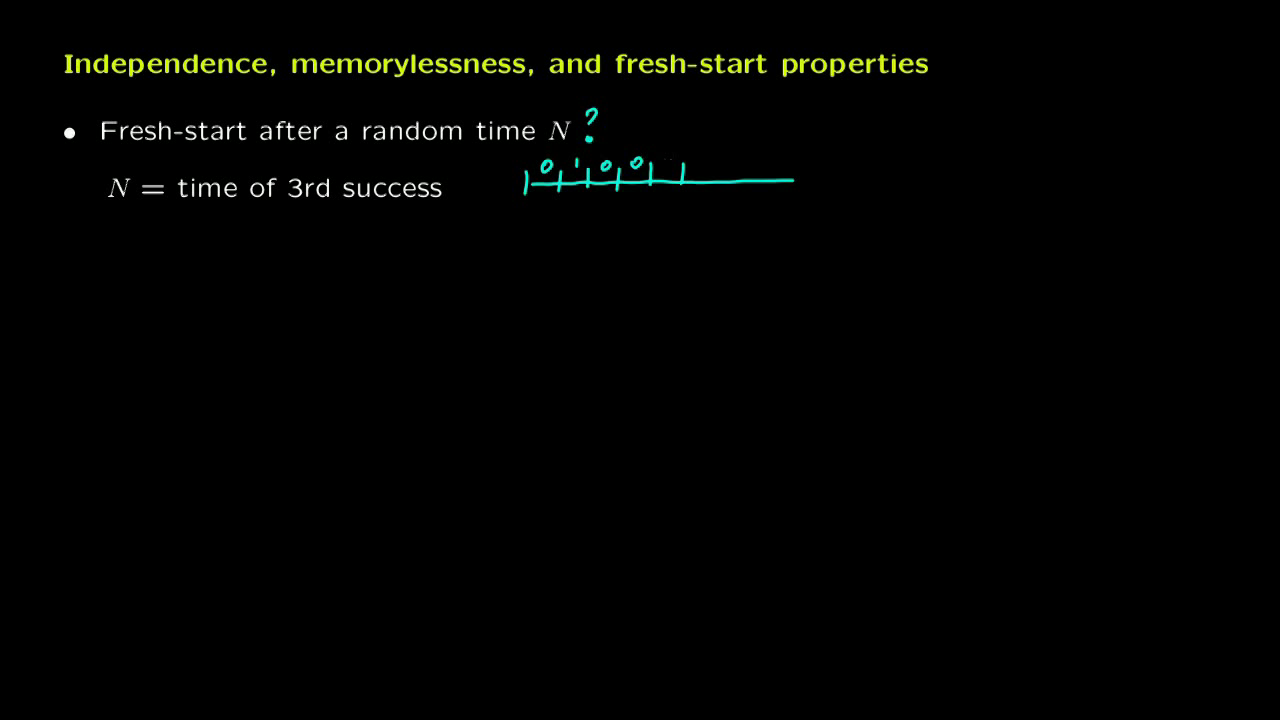 Independence, memorylessness, and fresh-start properties
• Fresh-start after a random time N ?
0 1 0 0
N = time of 3rd success